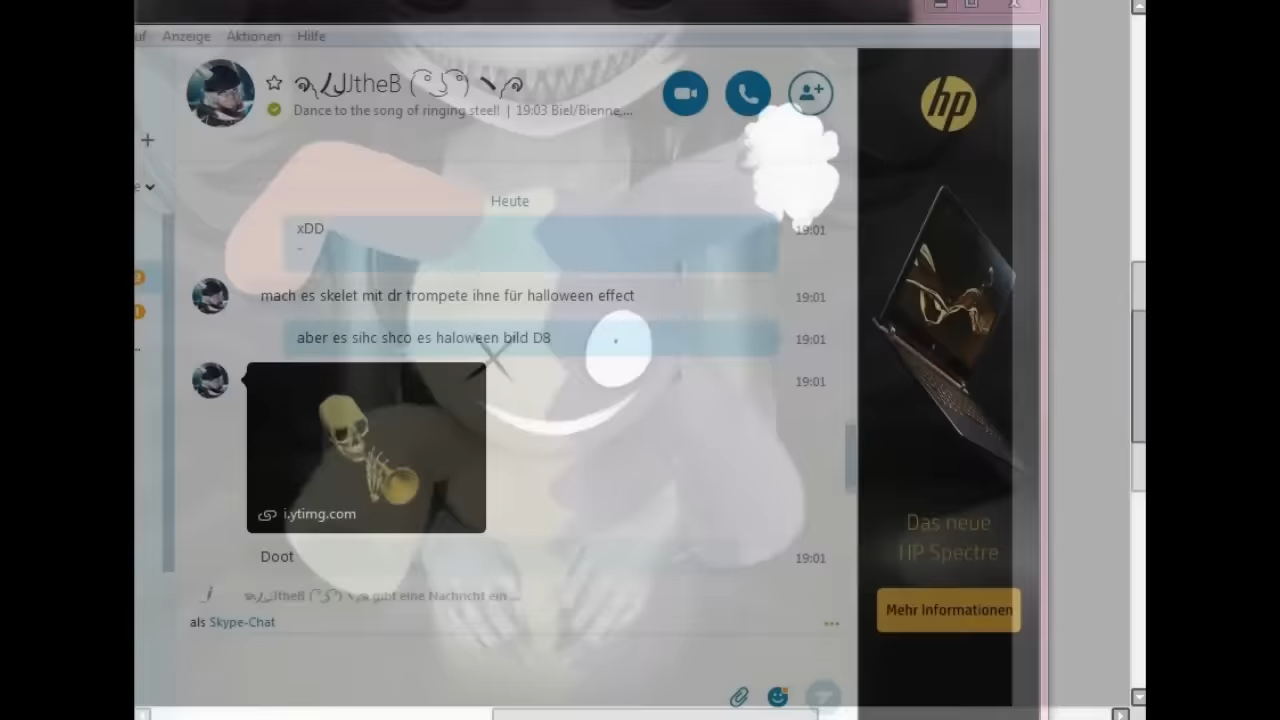 uf Anzeige Aktionen Hilfe
JtheB ( ͡° ͜ʖ ͡°)
Dance to the song of ringing steel! | 19:03 Biel/Bienne,...
hp
e
Heute
xDD
-
19:01
mach es skelet mit dr trompete ihne für halloween effect
19:01
aber es sihc shco es haloween bild D8
19:01
19:01
i.ytimg.com
Doot
19:01
JtheB ( ͡° ͜ʖ ͡°) gibt eine Nachricht ein ...
als Skype-Chat
Das neue
HP Spectre
Mehr Informationen